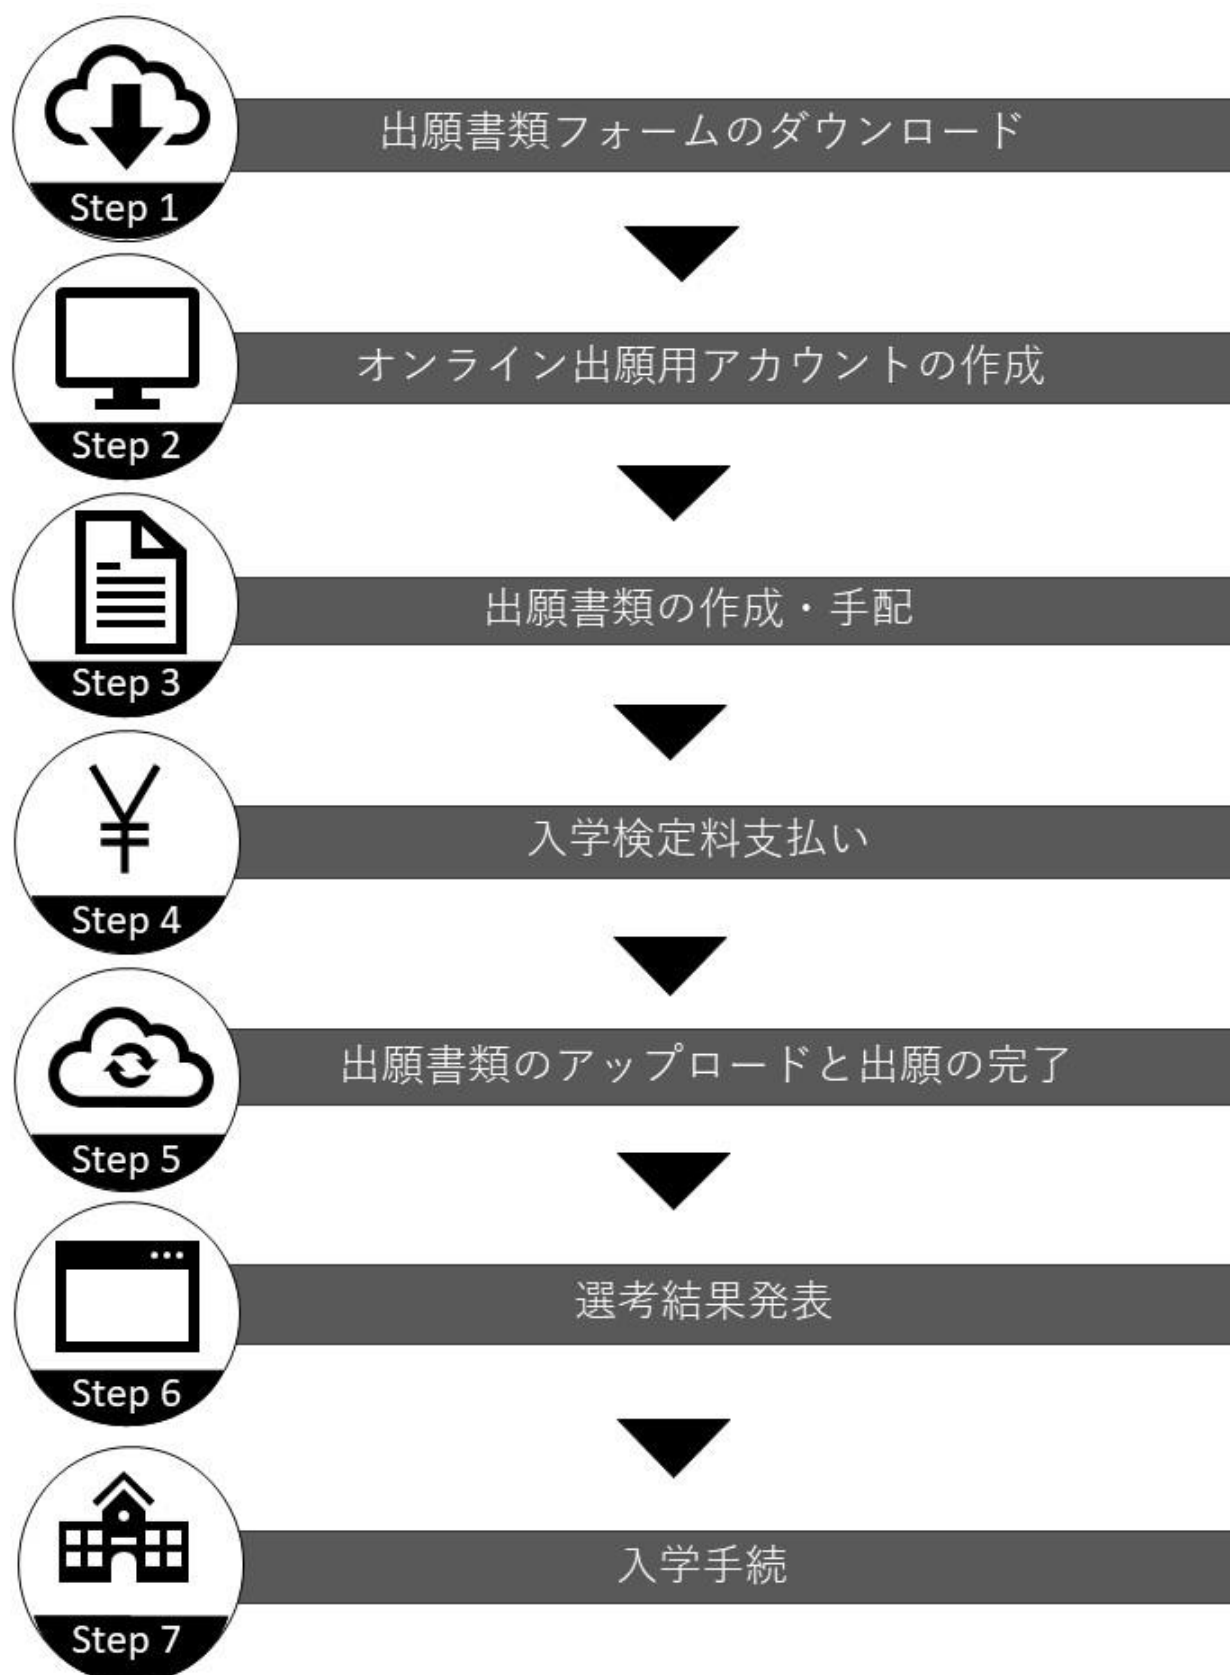 出願書類フォームのダウンロード
Step 1
オンライン出願用アカウントの作成
Step 2
出願書類の作成・手配
Step 3
¥
入学検定料支払い
Step 4
出願書類のアップロードと出願の完了
Step 5
選考結果発表
Step 6
入学手続
Step 7